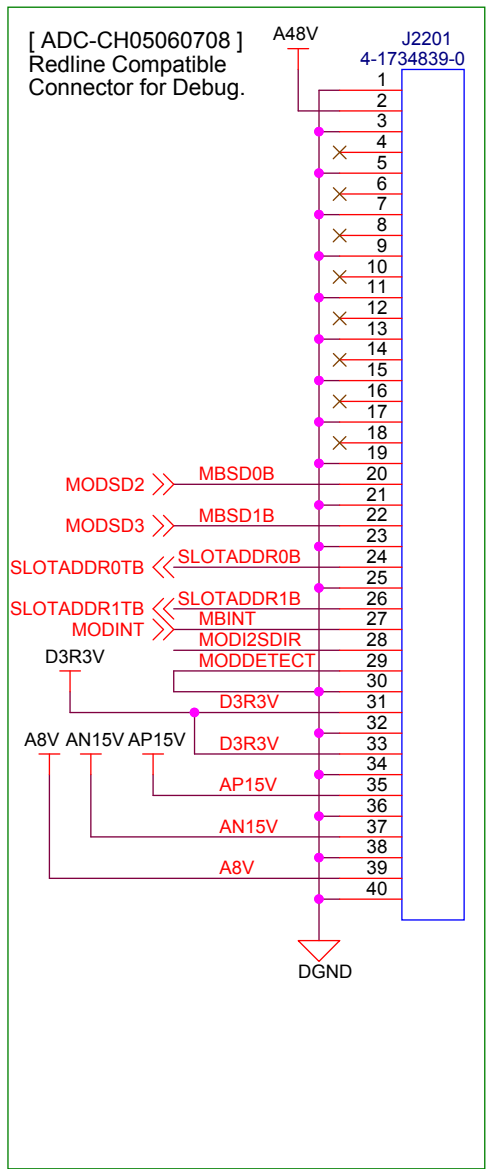 [ ADC-CH05060708 ]
Redline Compatible
Connector for Debug.
A48V
J2201
4-1734839-0
1
2
3
4
5
6
7
8
9
10
11
12
13
14
15
16
17
18
19
MODSD2 MBSD0B 20
21
MODSD3 MBSD1B 22
23
SLOTADDR0TB SLOTADDR0B 24
25
SLOTADDR1TB SLOTADDR1B 26
MODINT MBINT 27
MODI2SDIR 28
MODDETECT 29
D3R3V
30
D3R3V 31
32
A8V AN15V AP15V
D3R3V 33
34
AP15V 35
36
AN15V 37
38
A8V 39
40
DGND